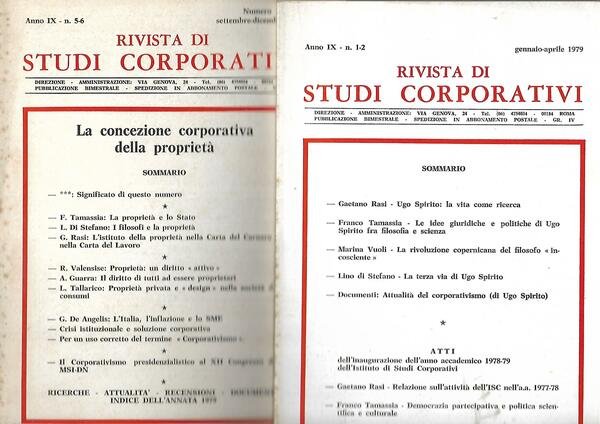 Anno IX - n. 5-6
Numero
settembre-dicem
RIVISTA DI
STUDI CORPORATI
DIREZIONE - AMMINISTRAZIONE: VIA GENOVA, 24 - Tel. (06) 4756034 -
PUBBLICAZIONE BIMESTRALE - SPEDIZIONE IN ABBONAMENTO POSTALE
La concezione corporativa
della proprietà
SOMMARIO
— ***: Significato di questo numero
★
— F. Tamassia: La proprietà e lo Stato
— L. Di Stefano: I filosofi e la proprietà
— G. Rasi: L'istituto della proprietà nella Carta del Carnaro
nella Carta del Lavoro
★
— R. Valensise: Proprietà: un diritto « attivo »
— A. Guerra: Il diritto di tutti ad essere proprietari
— L. Tallarico: Proprietà privata e « design » nella società
consumi
★
— G. De Angelis: L'Italia, l'inflazione e lo SME
— Crisi istituzionale e soluzione corporativa
— Per un uso corretto del termine « Corporativismo »
★
— Il Corporativismo presidenzialistico al XII Congresso
MSI-DN
★
RICERCHE - ATTUALITA' - RECENSIONI - DOCUMEN
INDICE DELL'ANNATA 1979
Anno IX - n. 1-2
gennaio-aprile 1979
RIVISTA DI
STUDI CORPORATIVI
DIREZIONE - AMMINISTRAZIONE: VIA GENOVA, 24 - Tel. (06) 4756034 - 00184 ROMA
PUBBLICAZIONE BIMESTRALE - SPEDIZIONE IN ABBONAMENTO POSTALE - GR. IV
SOMMARIO
— Gaetano Rasi - Ugo Spirito: la vita come ricerca
— Franco Tamassia - Le idee giuridiche e politiche di Ugo
Spirito fra filosofia e scienza
— Marina Vuoli - La rivoluzione copernicana del filosofo « in-
cosciente »
— Lino di Stefano - La terza via di Ugo Spirito
— Documenti: Attualità del corporativismo (di Ugo Spirito)
★
ATTI
dell'inaugurazione dell'anno accademico 1978-79
dell'Istituto di Studi Corporativi
— Gaetano Rasi - Relazione sull'attività dell'ISC nell'a.a. 1977-78
— Franco Tamassia - Democrazia partecipativa e politica scien-
tifica e culturale